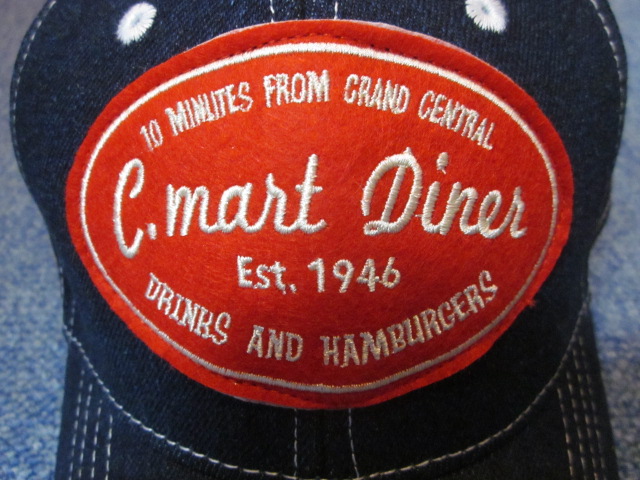 10 MINUTES FROM GRAND CENTRAL
C.mart Diner
Est. 1946
DRINKS AND HAMBURGERS